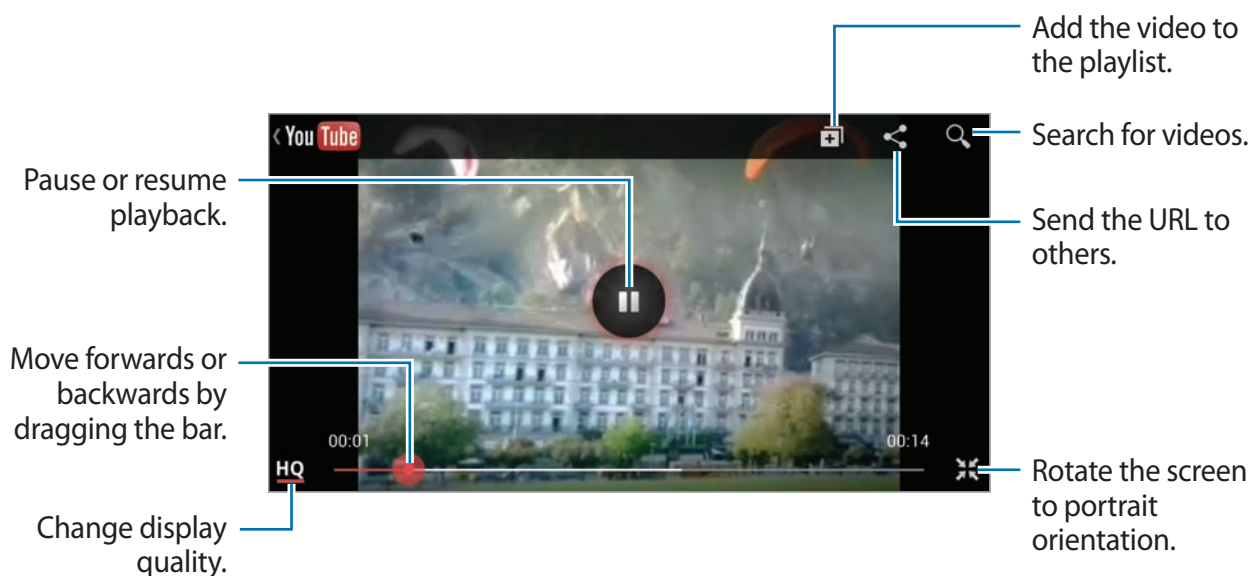 Add the video to
the playlist.
You Tube
Search for videos.
Pause or resume
playback.
Send the URL to
others.
Move forwards or
backwards by
dragging the bar.
00:01
00:14
HQ
Rotate the screen
to portrait
orientation.
Change display
quality.